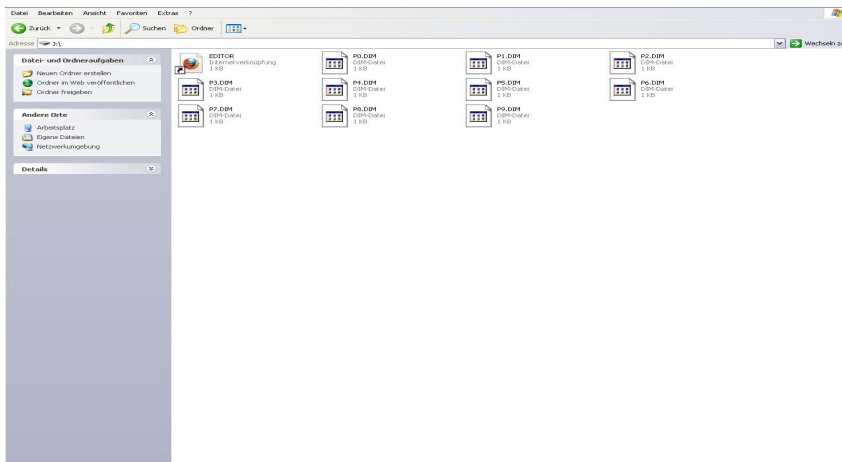 Datei Bearbeiten Ansicht Favoriten Extras ?
Zurück Suchen Ordner
Adresse J:\ Wechseln zu
Datei- und Ordneraufgaben
Neuen Ordner erstellen
Ordner im Web veröffentlichen
Ordner freigeben
Andere Orte
Arbeitsplatz
Eigene Dateien
Netzwerkumgebung
Details
EDITOR
Internetverknüpfung
1 KB
P0.DIM
DIM-Datei
1 KB
P1.DIM
DIM-Datei
1 KB
P2.DIM
DIM-Datei
1 KB
P3.DIM
DIM-Datei
1 KB
P4.DIM
DIM-Datei
1 KB
P5.DIM
DIM-Datei
1 KB
P6.DIM
DIM-Datei
1 KB
P7.DIM
DIM-Datei
1 KB
P8.DIM
DIM-Datei
1 KB
P9.DIM
DIM-Datei
1 KB